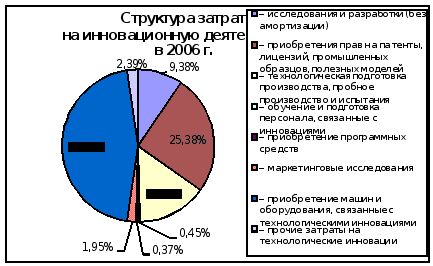 Структура затрат
на инновационную деяте
в 2006 г.
2,39%
9,38%
25,38%
0,45%
0,37%
1,95%
– исследования и разработки (без
амортизации)
– приобретения прав на патенты,
лицензий, промышленных
образцов, полезных моделей
– технологическая подготовка
производства, пробное
производство и испытания
– обучение и подготовка
персонала, связанные с
инновациями
– приобретение программных
средств
– маркетинговые исследования
– приобретение машин и
оборудования, связанные с
технологическими инновациями
– прочие затраты на
технологические инновации